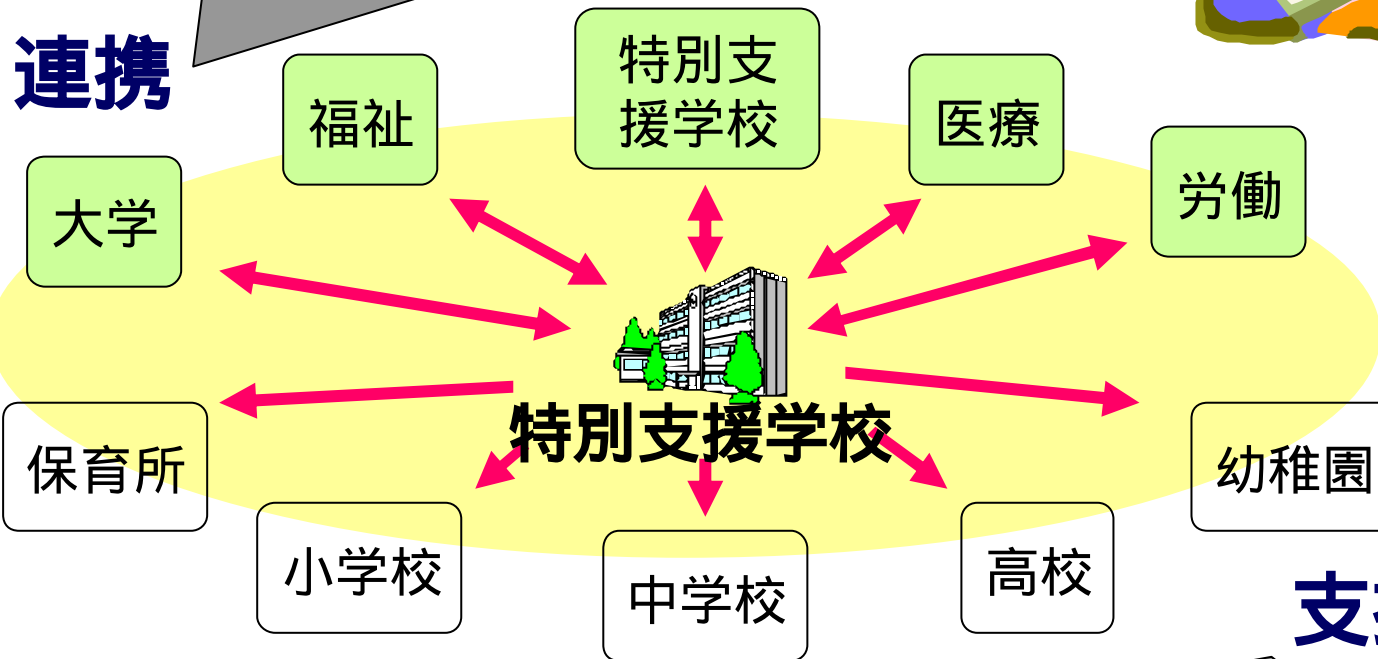 連携
福祉
特別支
援学校
医療
労働
大学
特別支援学校
保育所
幼稚園
小学校
中学校
高校
支